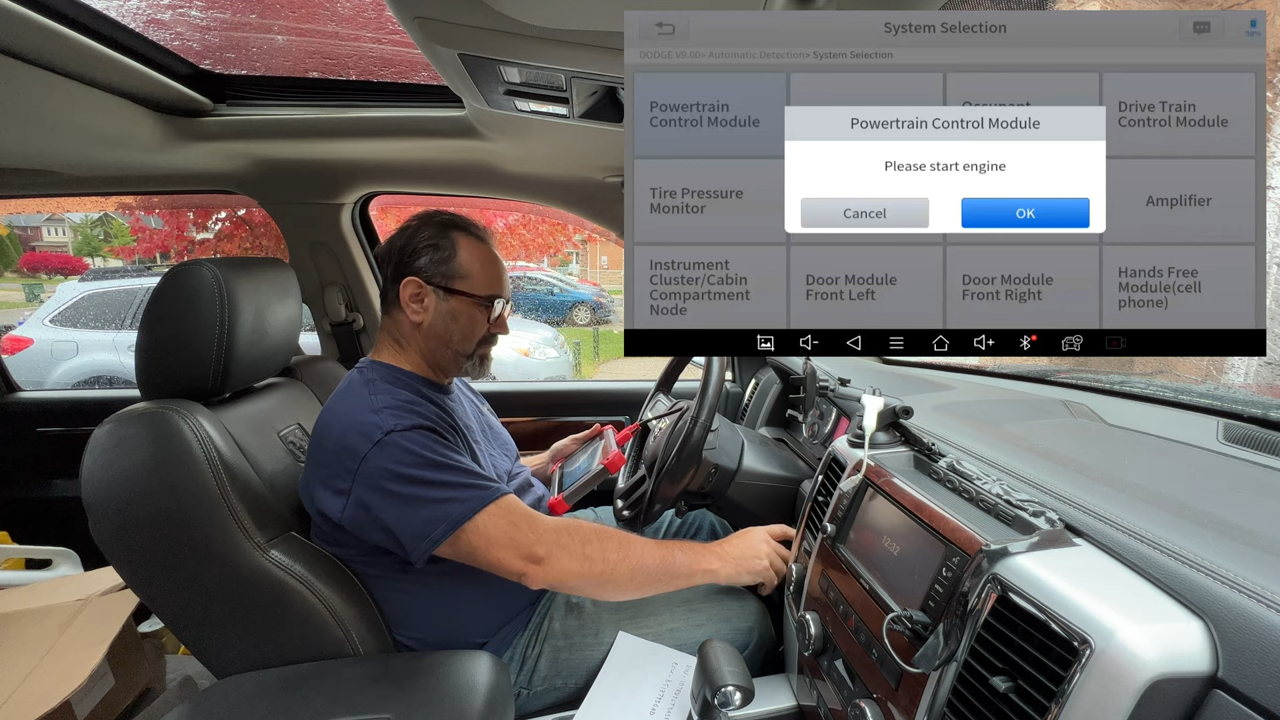 System Selection
58%
DODGE V9.00> Automatic Detection> System Selection
Powertrain
Control Module
Occupant
Drive Train
Control Module
Powertrain Control Module
Please start engine
Cancel
OK
Tire Pressure
Monitor
Amplifier
Instrument
Cluster/Cabin
Compartment
Node
Door Module
Front Left
Door Module
Front Right
Hands Free
Module(cell
phone)
12:32